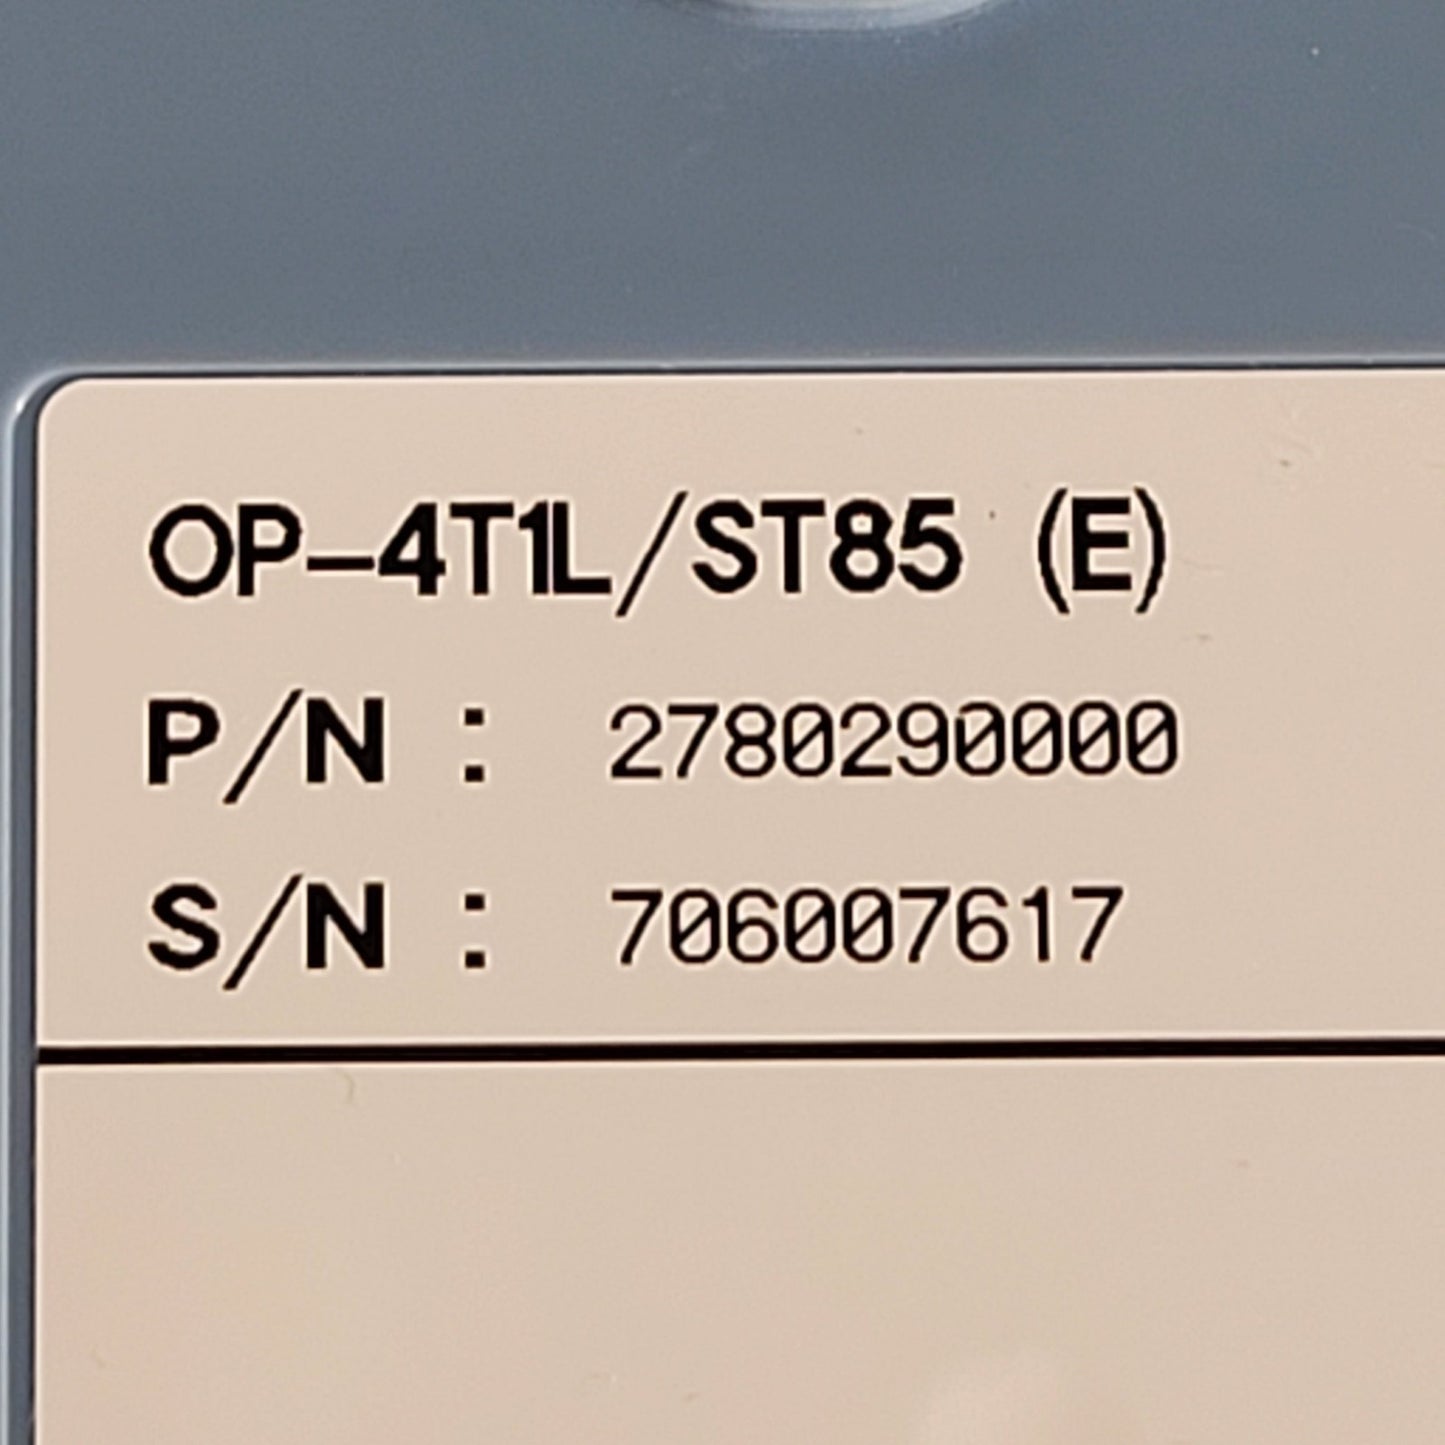 OP-4T1L/ST85 (E)
P/N : 2780290000
S/N : 706007617